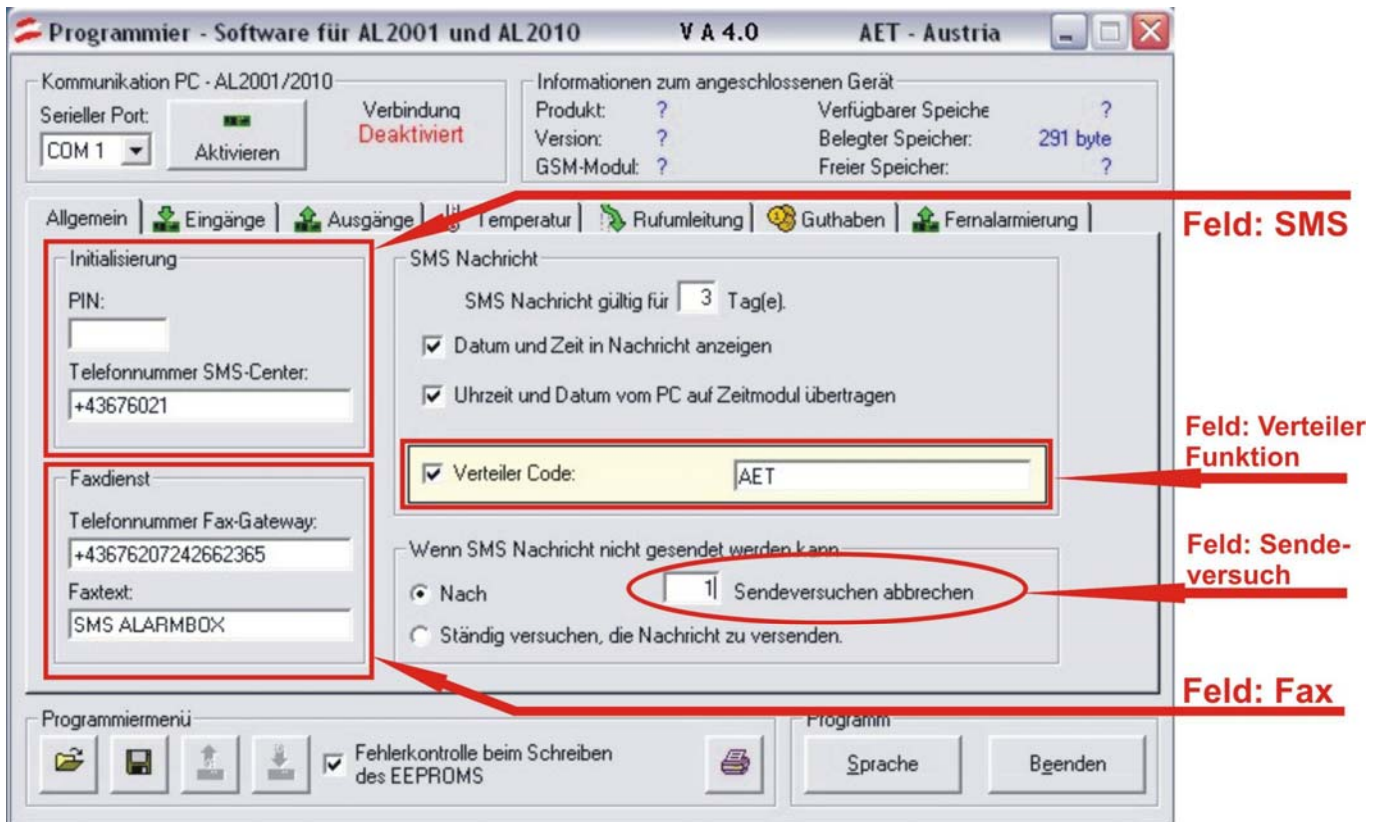 Programmier - Software für AL2001 und AL2010 V A 4.0 AET - Austria
Kommunikation PC - AL2001/2010
Serieller Port:
COM 1
Aktivieren
Verbindung
Deaktiviert
Informationen zum angeschlossenen Gerät
Produkt: ?
Version: ?
GSM-Modul: ?
Verfügbarer Speiche ?
Belegter Speicher: 291 byte
Freier Speicher: ?
Allgemein Eingänge Ausgänge Temperatur Rufumleitung Guthaben Fernalarmierung
Feld: SMS
Initialisierung
PIN:
Telefonnummer SMS-Center:
+43676021
Faxdienst
Telefonnummer Fax-Gateway:
+43676207242662365
Faxtext:
SMS ALARMBOX
SMS Nachricht
SMS Nachricht gültig für 3 Tag(e).
Datum und Zeit in Nachricht anzeigen
Uhrzeit und Datum vom PC auf Zeitmodul übertragen
Verteiler Code: AET
Feld: Verteiler
Funktion
Wenn SMS Nachricht nicht gesendet werden kann
Nach 1 Sendeversuchen abbrechen
Ständig versuchen, die Nachricht zu versenden.
Feld: Sende-
versuch
Feld: Fax
Programmiermenü
Fehlerkontrolle beim Schreiben
des EEPROMS
Programm
Sprache
Beenden